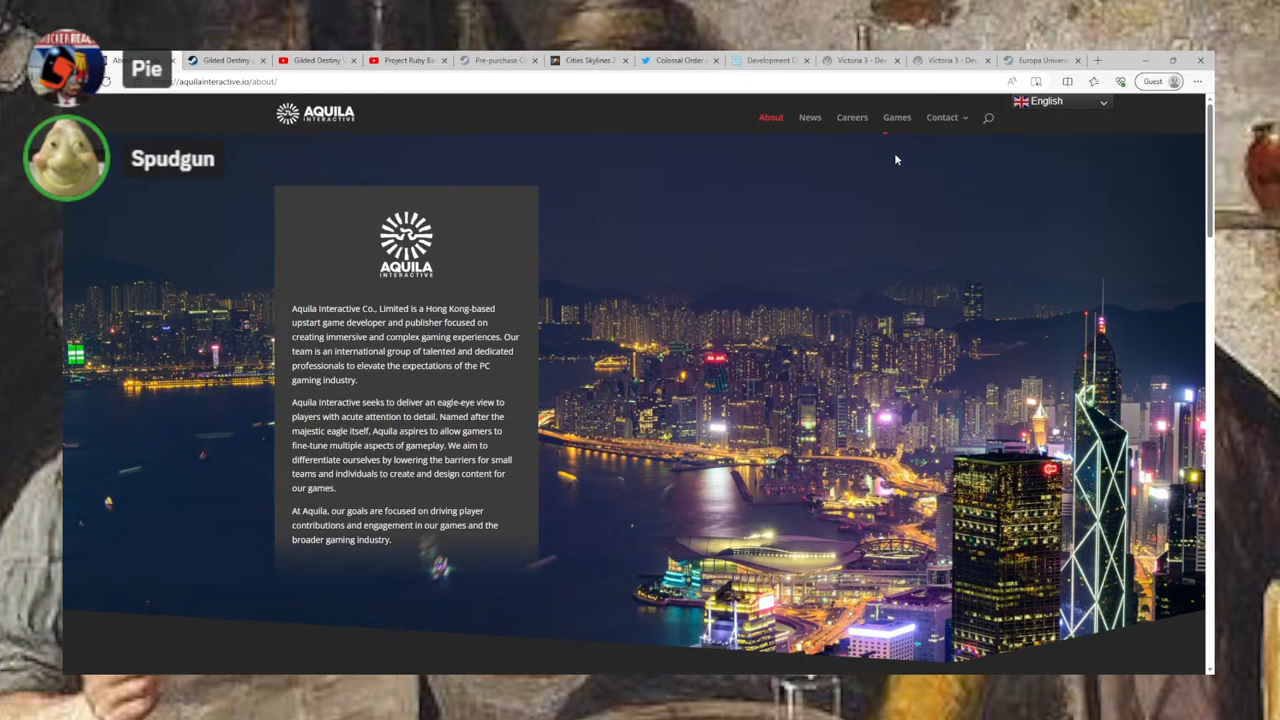 Pie
Spudgun
Gilded Destiny
Gilded Destiny
Project Ruby Ba
Pre-purchase C
Cities Skylines 2
Colossal Order
Development D
Victoria 3 - Dev
Victoria 3 - Dev
Europa Univers
aquilainteractive.io/about/
Guest
AQUILA
INTERACTIVE
About
News
Careers
Games
Contact
English
AQUILA
INTERACTIVE
Aquila Interactive Co., Limited is a Hong Kong-based
upstart game developer and publisher focused on
creating immersive and complex gaming experiences. Our
team is an international group of talented and dedicated
professionals to elevate the expectations of the PC
gaming industry.
Aquila Interactive seeks to deliver an eagle-eye view to
players with acute attention to detail. Named after the
majestic eagle itself, Aquila aspires to allow gamers to
fine-tune multiple aspects of gameplay. We aim to
differentiate ourselves by lowering the barriers for small
teams and individuals to create and design content for
our games.
At Aquila, our goals are focused on driving player
contributions and engagement in our games and the
broader gaming industry.